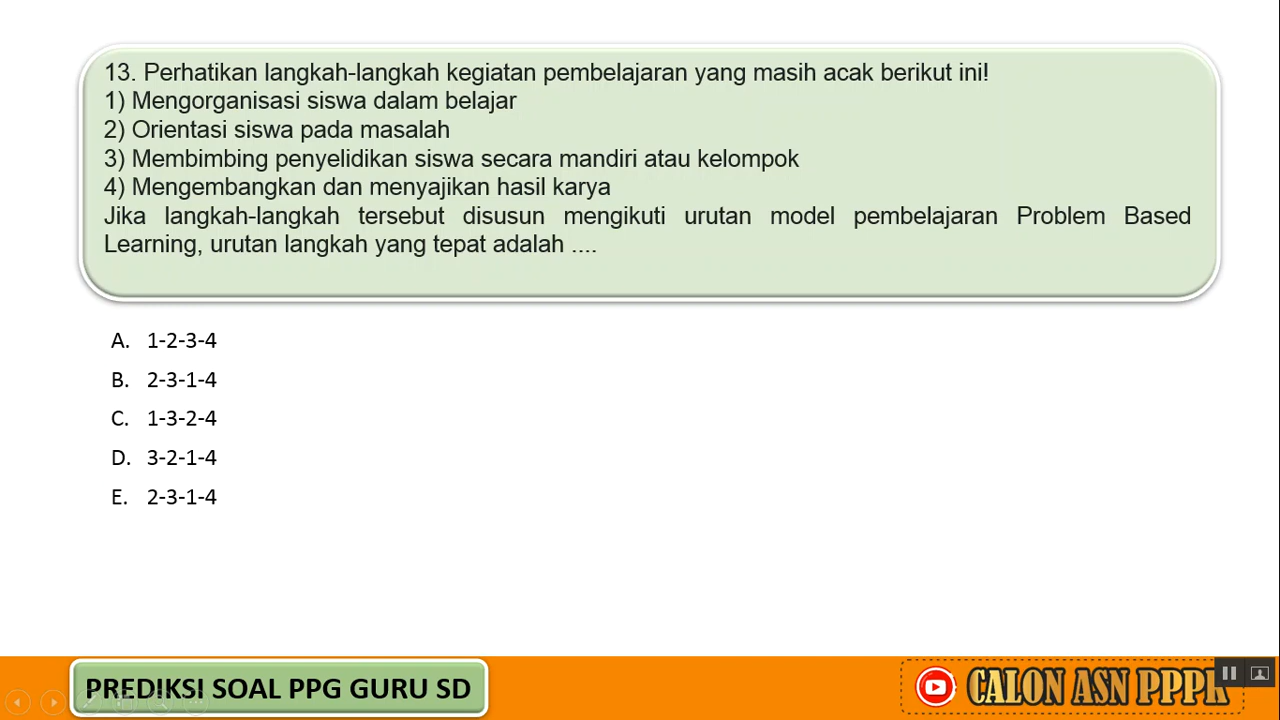 13. Perhatikan langkah-langkah kegiatan pembelajaran yang masih acak berikut ini!
1) Mengorganisasi siswa dalam belajar
2) Orientasi siswa pada masalah
3) Membimbing penyelidikan siswa secara mandiri atau kelompok
4) Mengembangkan dan menyajikan hasil karya
Jika langkah-langkah tersebut disusun mengikuti urutan model pembelajaran Problem Based
Learning, urutan langkah yang tepat adalah ....
A. 1-2-3-4
B. 2-3-1-4
C. 1-3-2-4
D. 3-2-1-4
E. 2-3-1-4
PREDIKSI SOAL PPG GURU SD
CALON ASN PPPK